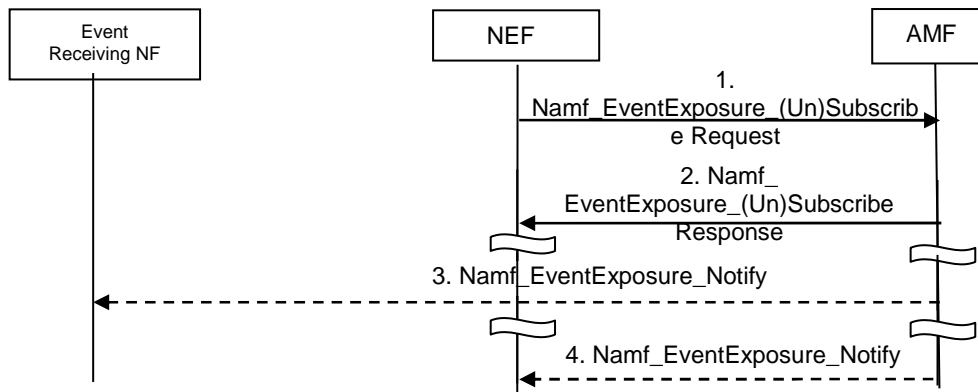 Event
Receiving NF
NEF
AMF
1.
Namf_EventExposure_(Un)Subscrib
e Request
2. Namf_
EventExposure_(Un)Subscribe
Response
3. Namf_EventExposure_Notify
4. Namf_EventExposure_Notify